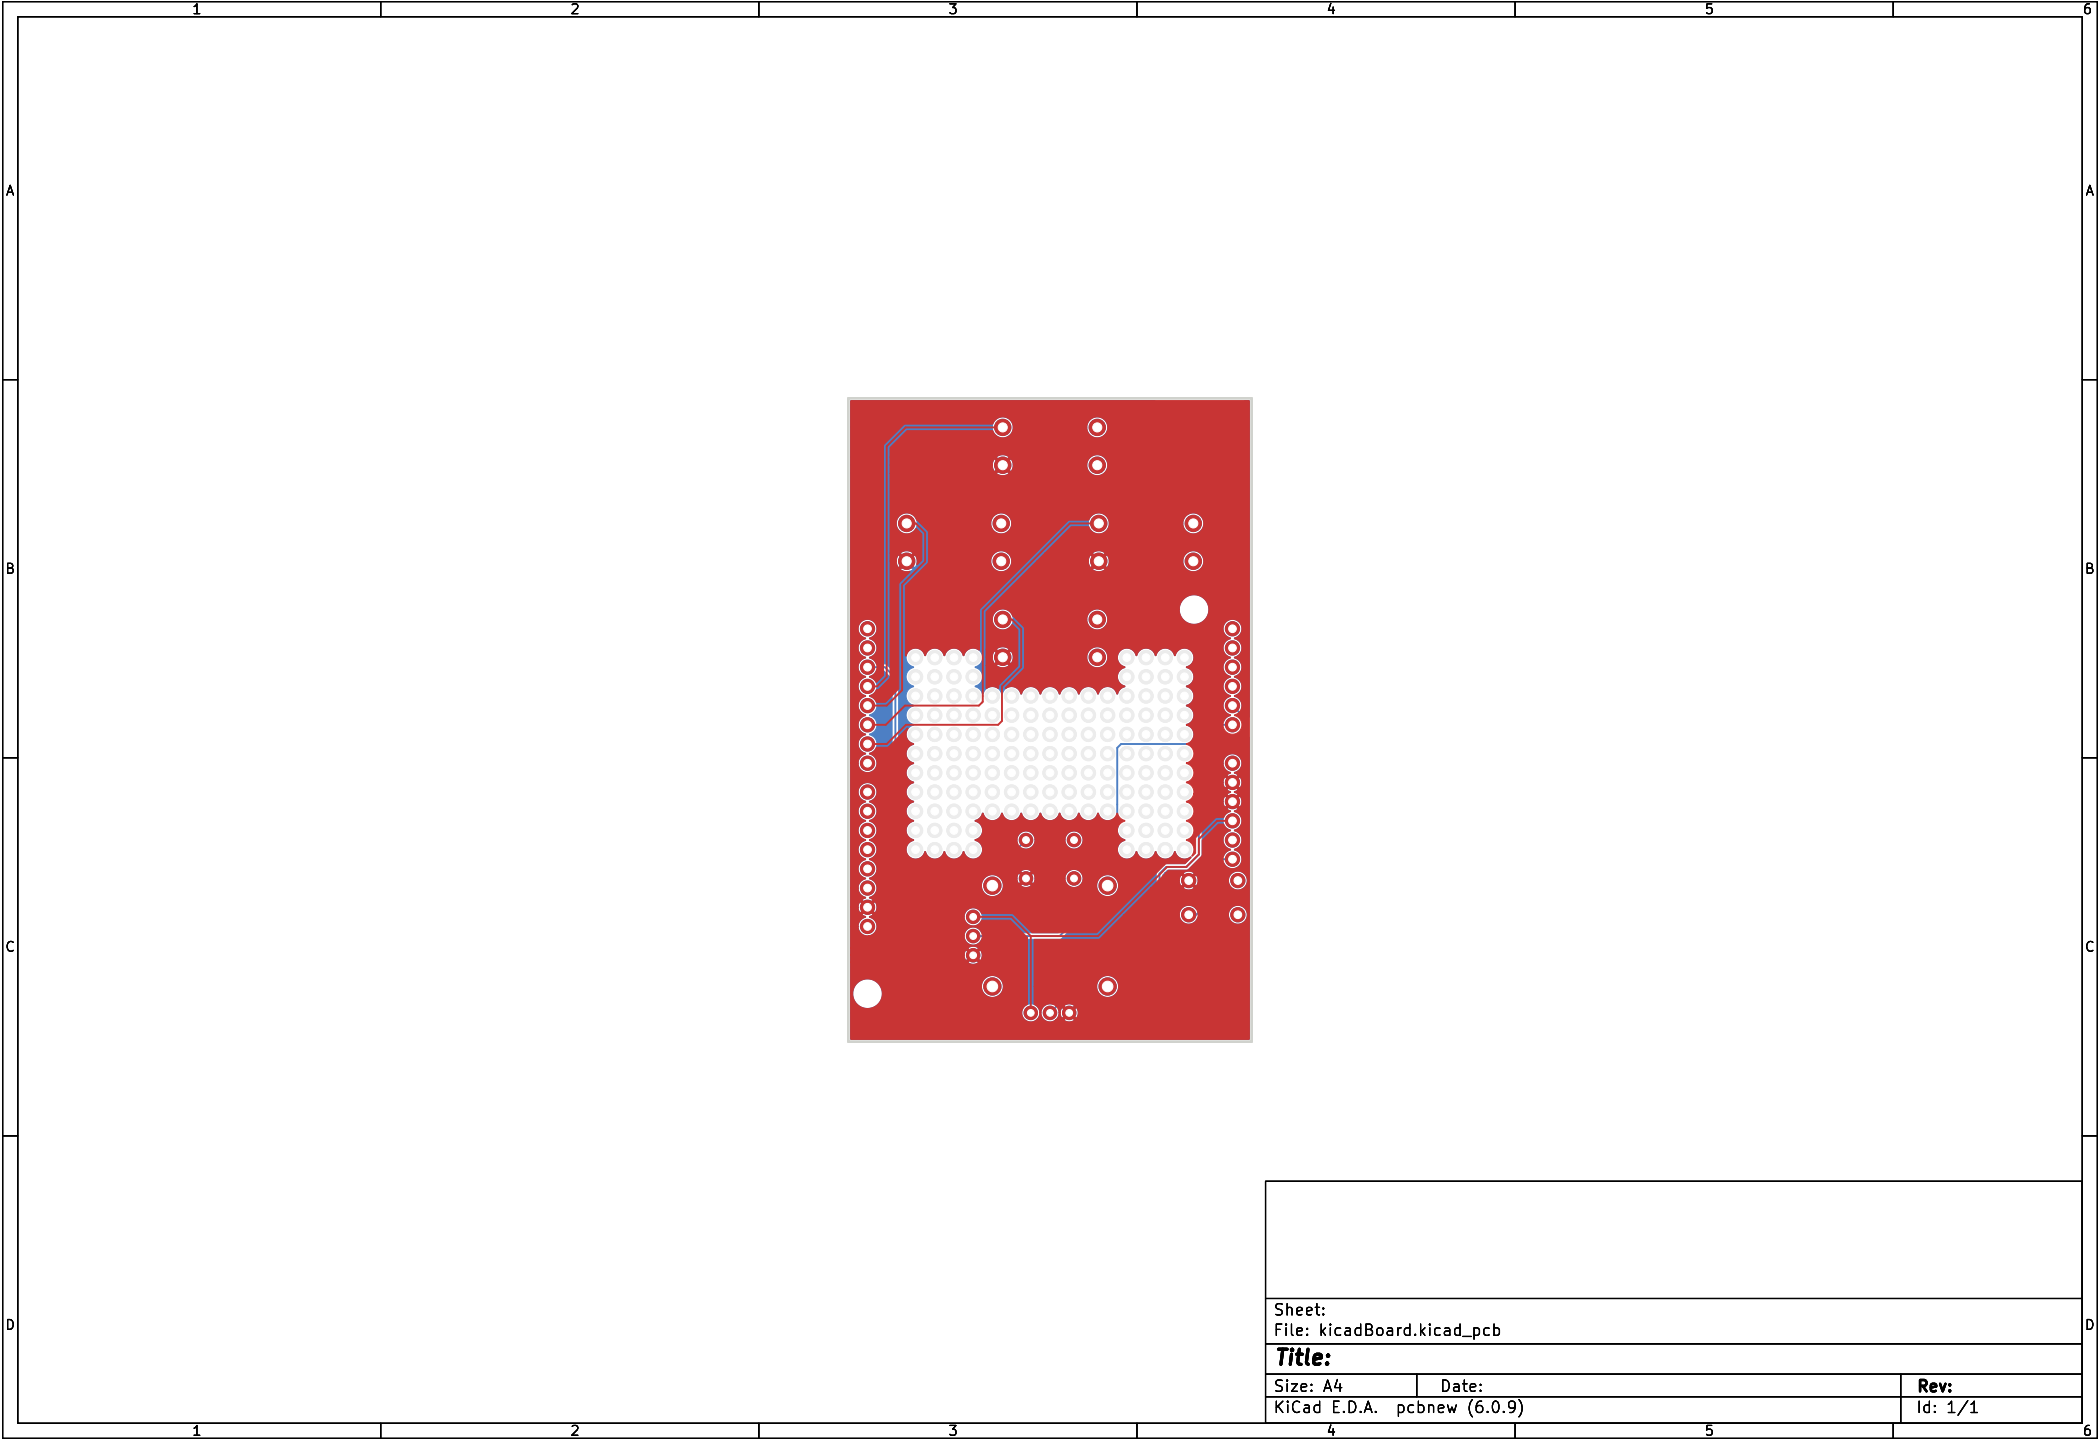 1 2 3 4 5 6
A A
B B
C C
D D
Sheet:
File: kicadBoard.kicad_pcb
Title:
Size: A4 Date: Rev:
KiCad E.D.A. pcbnew (6.0.9) Id: 1/1
1 2 3 4 5 6